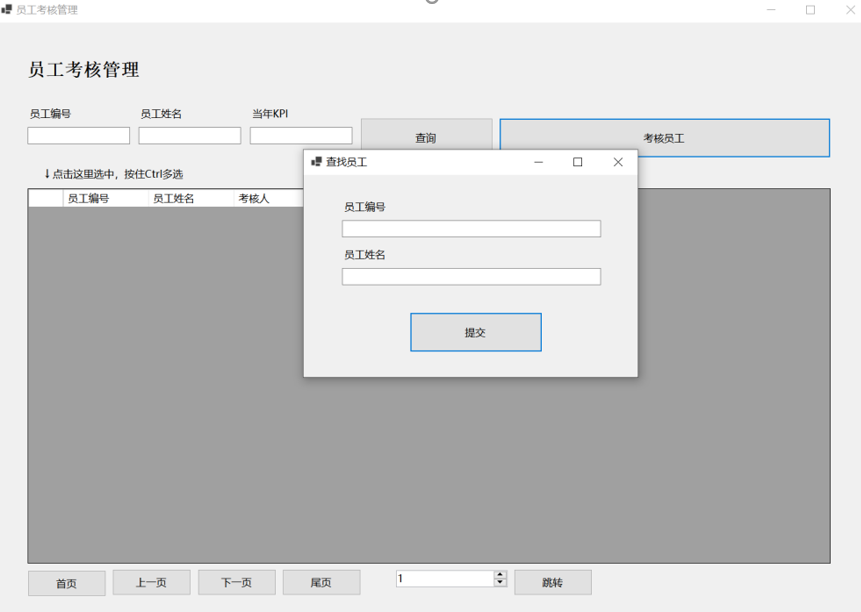 员工考核管理
员工考核管理
员工编号 员工姓名 当年KPI
查询 考核员工
↓点击这里选中，按住Ctrl多选
员工编号 员工姓名 考核人
查找员工
员工编号
员工姓名
提交
首页 上一页 下一页 尾页 1 跳转